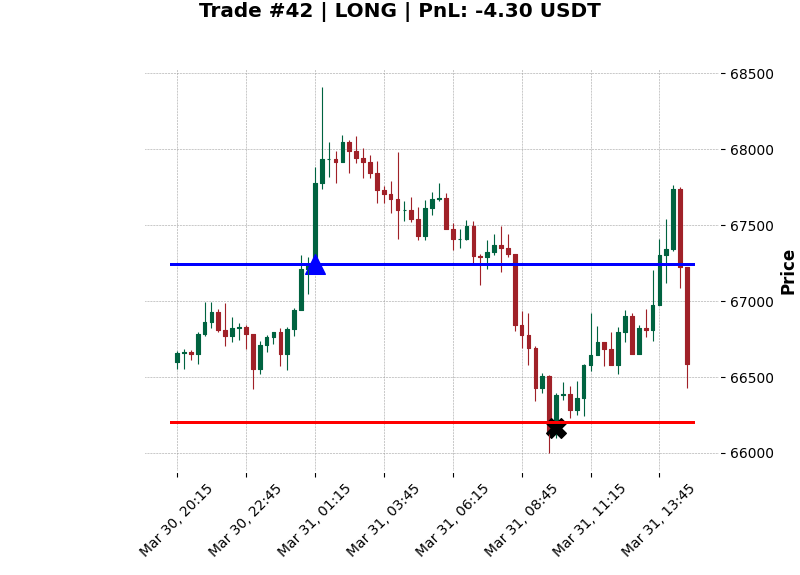 Trade #42 | LONG | PnL: -4.30 USDT
68500
68000
67500
67000
66500
66000
Price
Mar 30, 20:15
Mar 30, 22:45
Mar 31, 01:15
Mar 31, 03:45
Mar 31, 06:15
Mar 31, 08:45
Mar 31, 11:15
Mar 31, 13:45